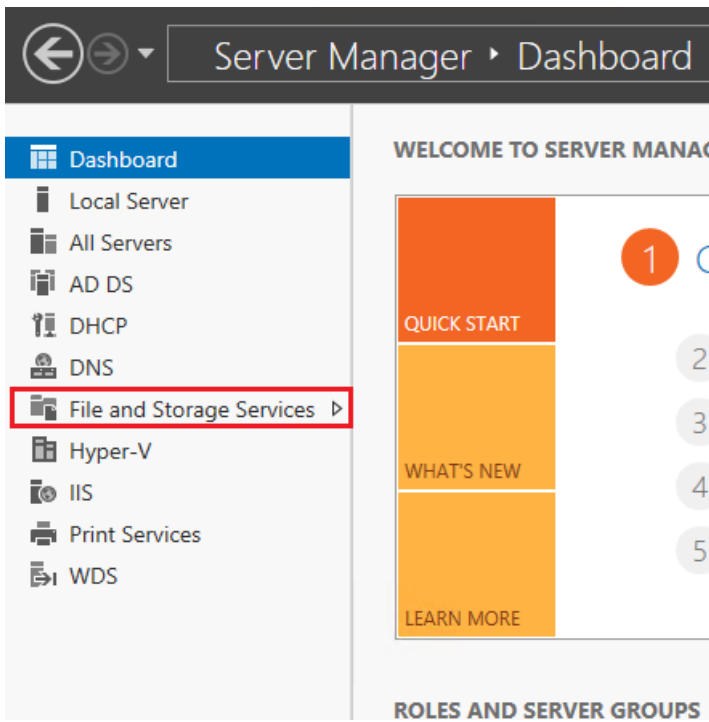 Server Manager ‣ Dashboard
Dashboard
Local Server
All Servers
AD DS
DHCP
DNS
File and Storage Services
Hyper-V
IIS
Print Services
WDS
WELCOME TO SERVER
QUICK START
1
2
3
WHAT'S NEW
4
5
LEARN MORE
ROLES AND SERVER GROUPS